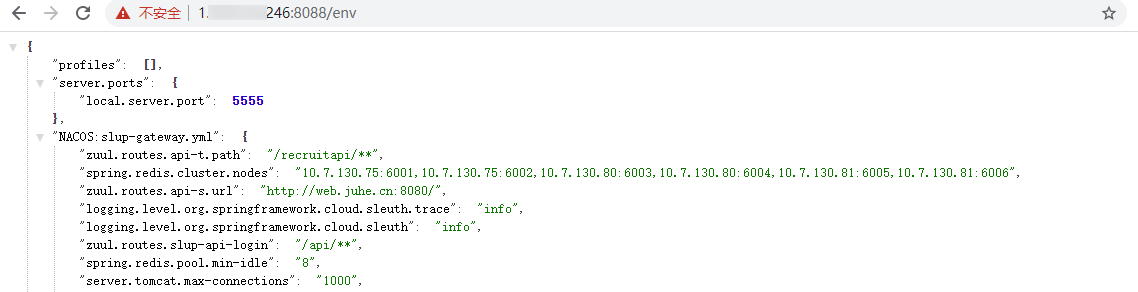 不安全 1. 246:8088/env
{
"profiles": [],
"server.ports": {
"local.server.port": 5555
},
"NACOS:slup-gateway.yml": {
"zuul.routes.api-t.path": "/recruitapi/**",
"spring.redis.cluster.nodes": "10.7.130.75:6001,10.7.130.75:6002,10.7.130.80:6003,10.7.130.80:6004,10.7.130.81:6005,10.7.130.81:6006",
"zuul.routes.api-s.url": "http://web.juhe.cn:8080/",
"logging.level.org.springframework.cloud.sleuth.trace": "info",
"logging.level.org.springframework.cloud.sleuth": "info",
"zuul.routes.slup-api-login": "/api/**",
"spring.redis.pool.min-idle": "8",
"server.tomcat.max-connections": "1000",